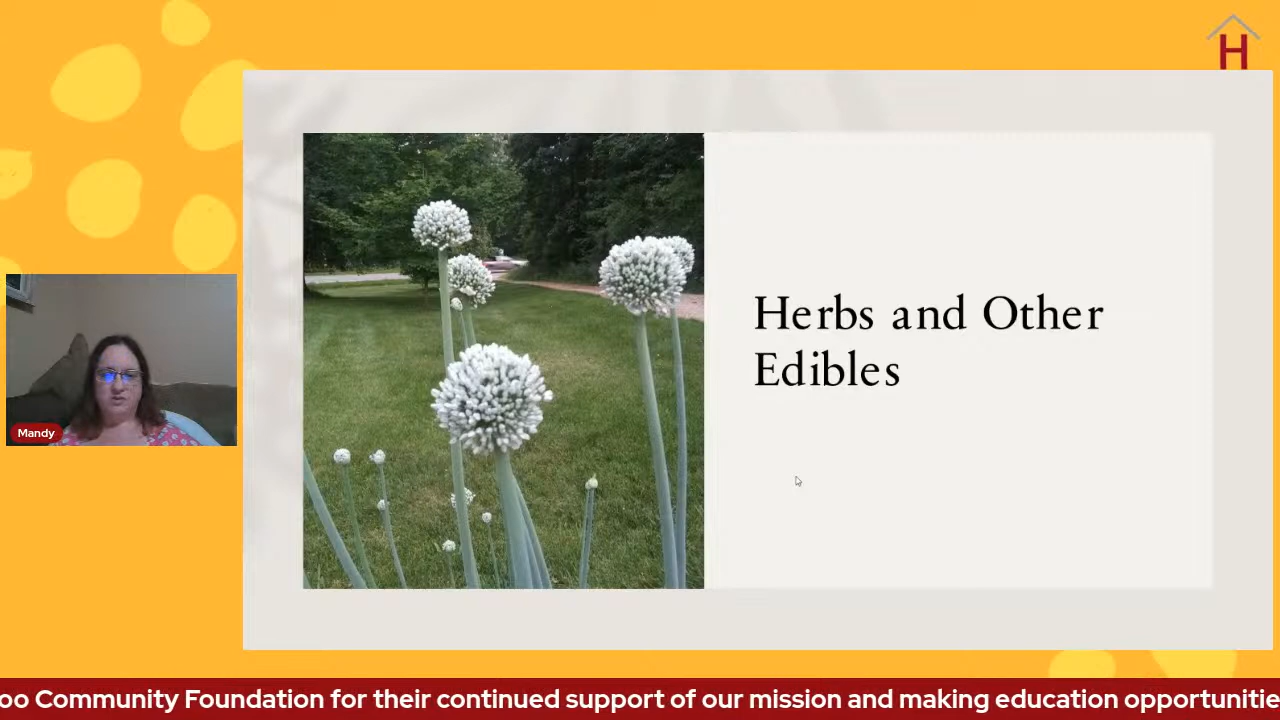 H
Herbs and Other
Edibles
Mandy
oo Community Foundation for their continued support of our mission and making education opportunitie